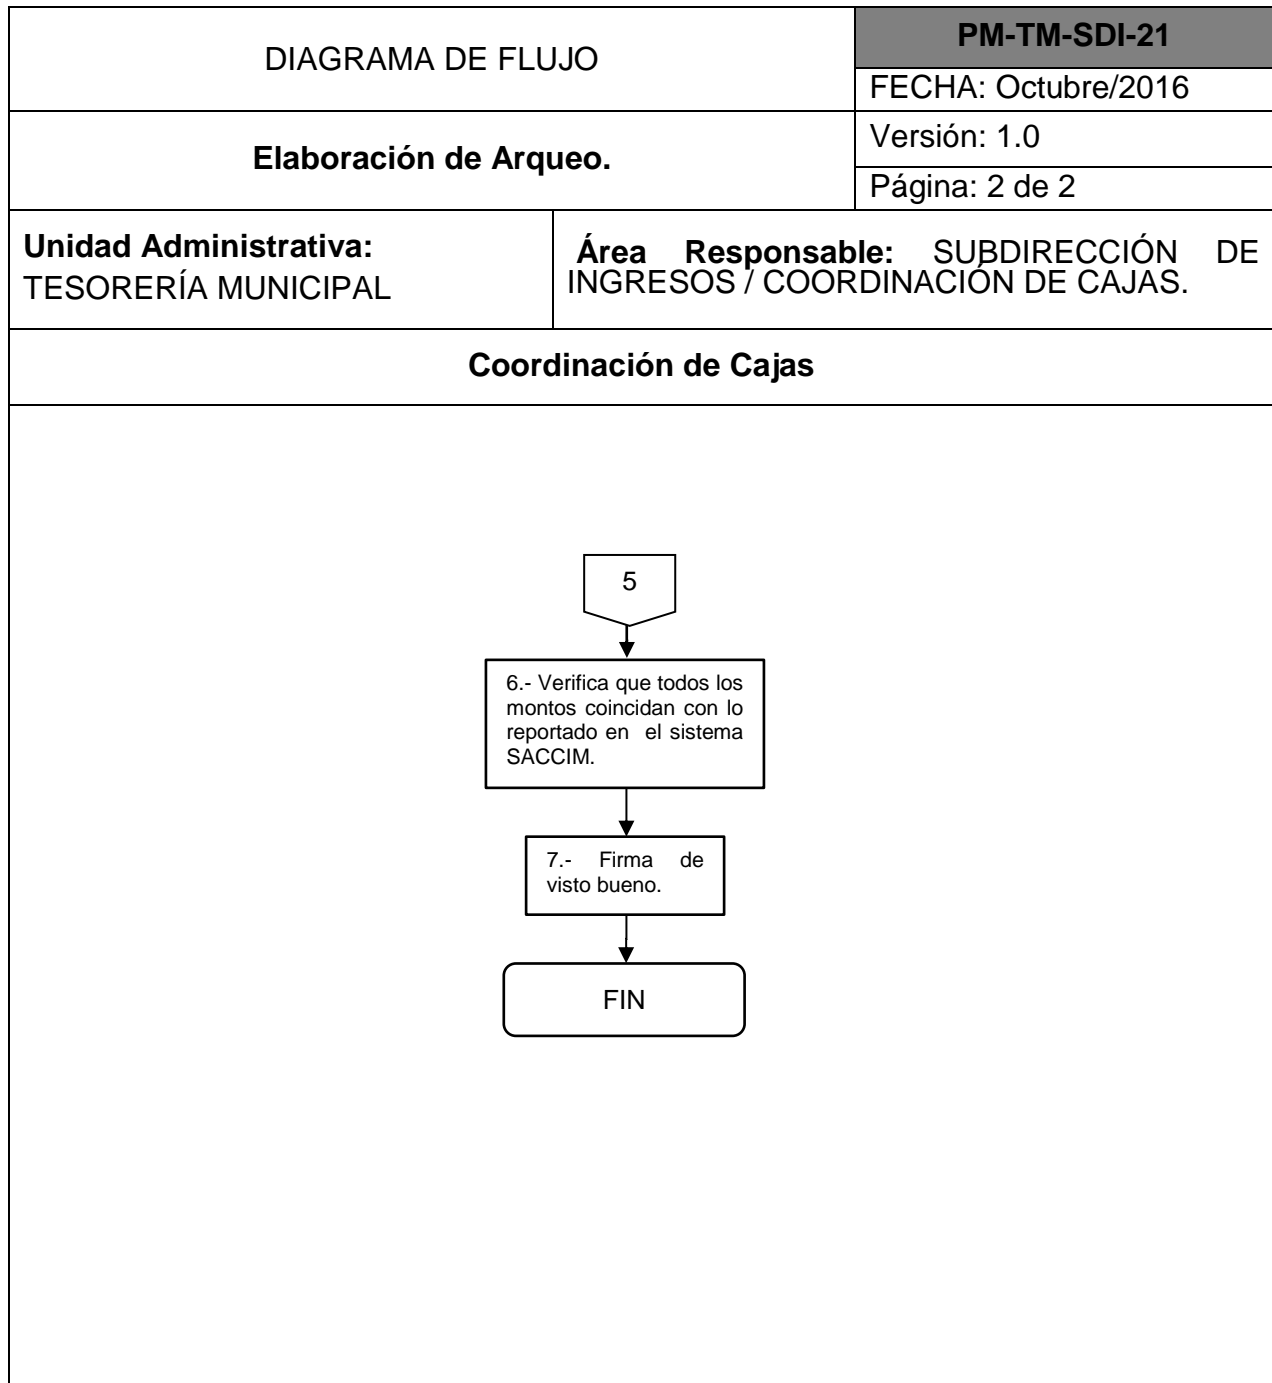 DIAGRAMA DE FLUJO
PM-TM-SDI-21
FECHA: Octubre/2016
Elaboración de Arqueo.
Versión: 1.0
Página: 2 de 2
Unidad Administrativa:
TESORERÍA MUNICIPAL
Área Responsable: SUBDIRECCIÓN DE
INGRESOS / COORDINACIÓN DE CAJAS.
Coordinación de Cajas
5
6.- Verifica que todos los
montos coincidan con lo
reportado en el sistema
SACCIM.
7.- Firma de
visto bueno.
FIN